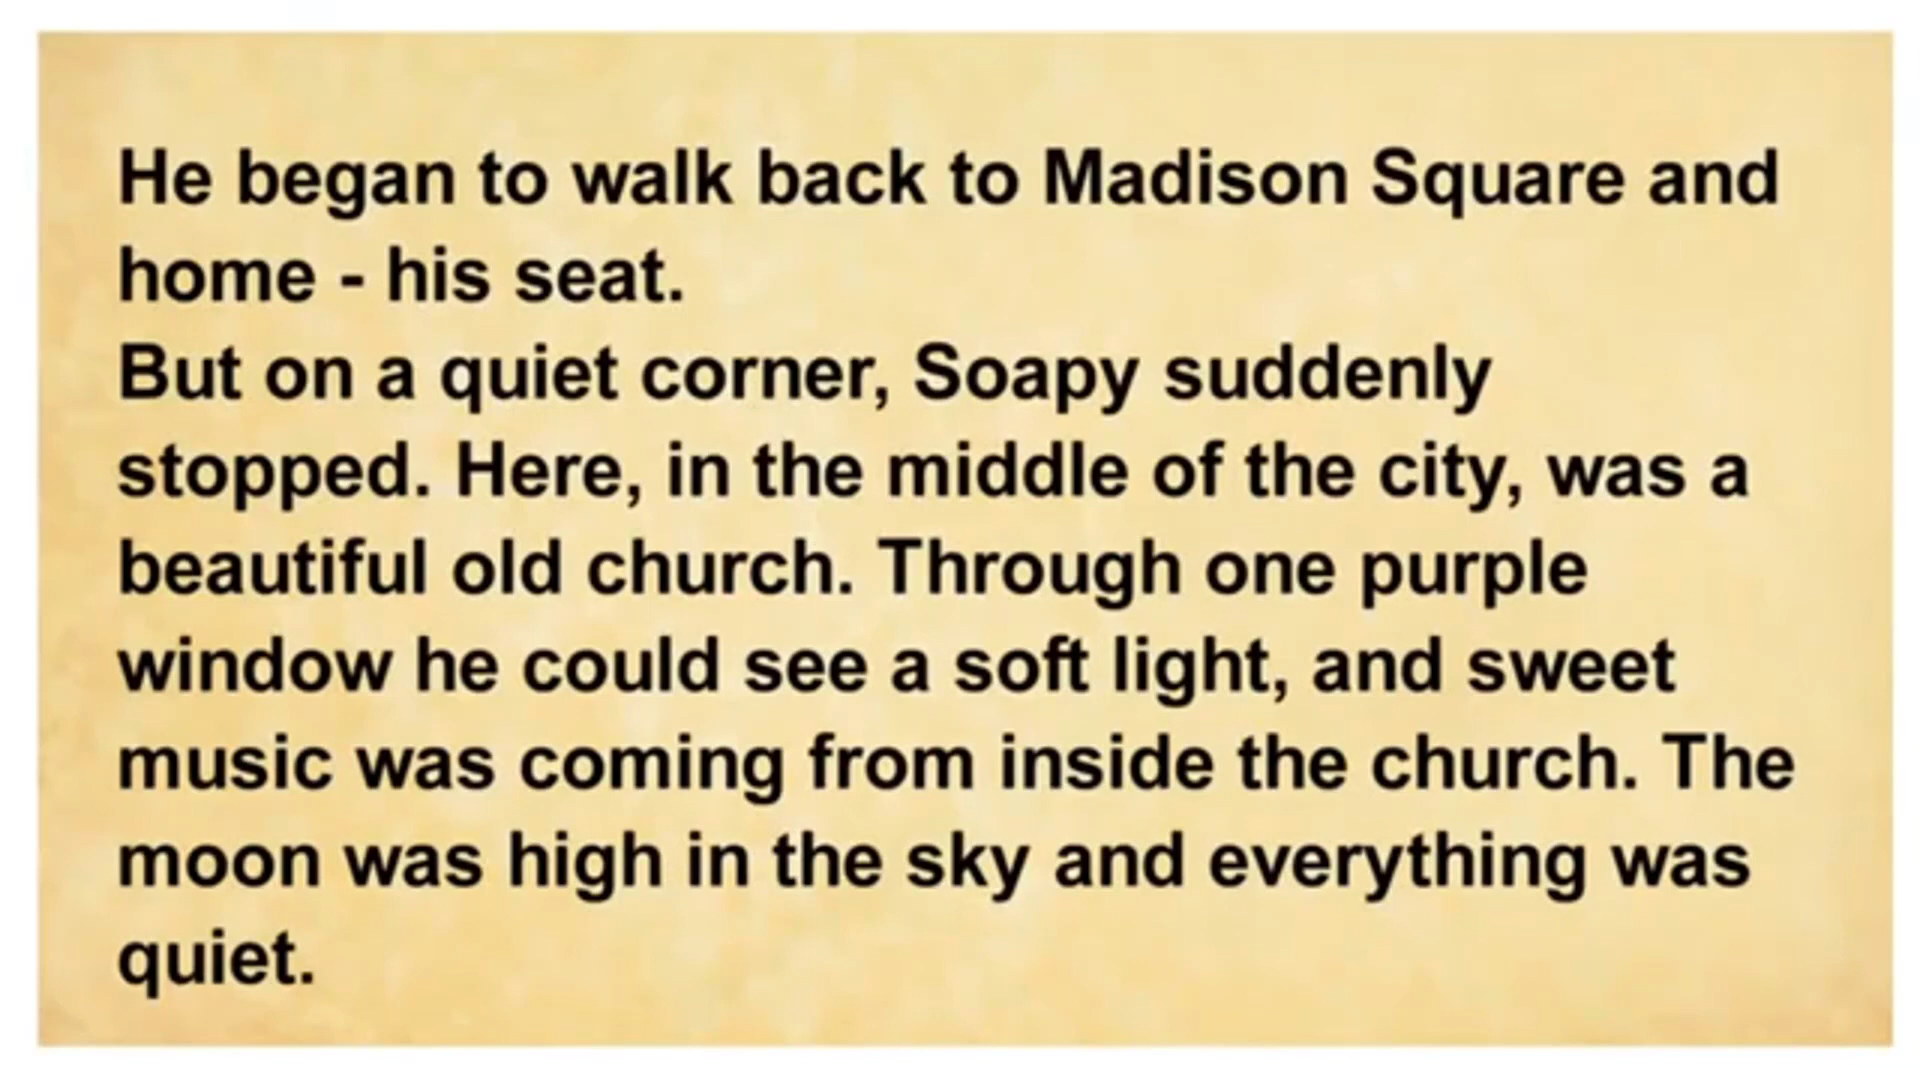 He began to walk back to Madison Square and
home - his seat.
But on a quiet corner, Soapy suddenly
stopped. Here, in the middle of the city, was a
beautiful old church. Through one purple
window he could see a soft light, and sweet
music was coming from inside the church. The
moon was high in the sky and everything was
quiet.